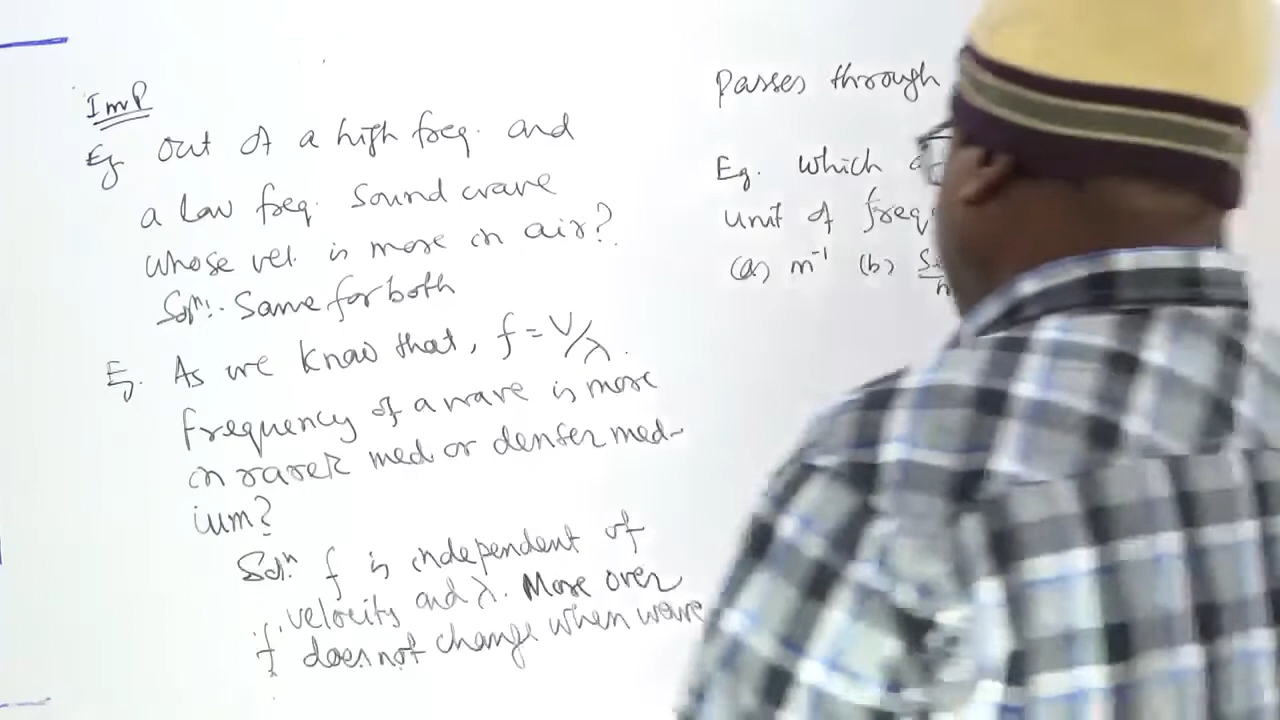 Imp
Eg out of a high freq. and
a low freq. sound wave
whose vel. is more in air?
Solⁿ:- Same for both
Eg. As we know that, f = V/λ.
frequency of a wave is more
in rarer med or denser med-
ium?
Solⁿ: f is independent of
velocity and λ. More over
f does not change when wave
passes through
Eg. which
unit of freq
(a) m⁻¹ (b)